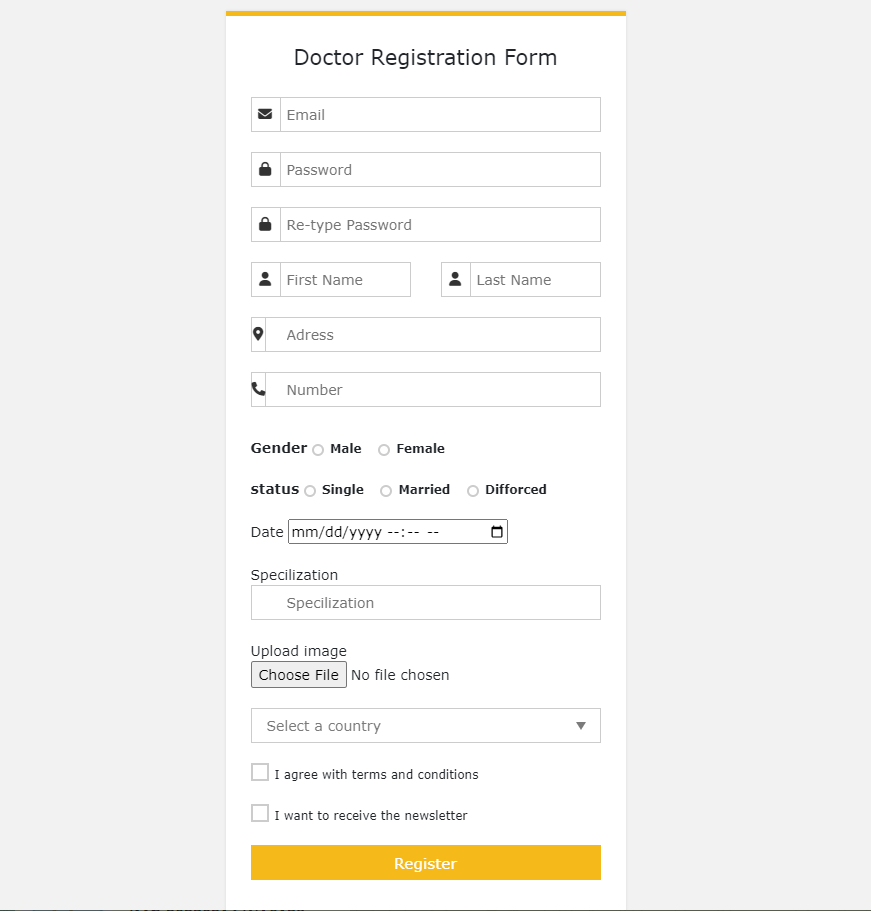 Doctor Registration Form
Email
Password
Re-type Password
First Name Last Name
Adress
Number
Gender Male Female
status Single Married Difforced
Date mm/dd/yyyy --:-- --
Specilization
Specilization
Upload image
Choose File No file chosen
Select a country
I agree with terms and conditions
I want to receive the newsletter
Register